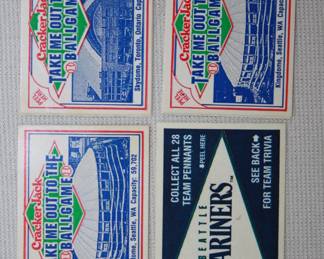 CrackerJack
TAKE ME OUT TO THE
BALLGAME
Skydome, Toronto, Ontario
CrackerJack
TAKE ME OUT TO THE
BALLGAME
Kingdome, Seattle, WA
CrackerJack
TAKE ME OUT TO THE
BALLGAME
Seattle, WA Capacity: 59,702
COLLECT ALL 28
TEAM PENNANTS
PEEL HERE
SEATTLE
MARINERS
SEE BACK
FOR TEAM TRIVIA